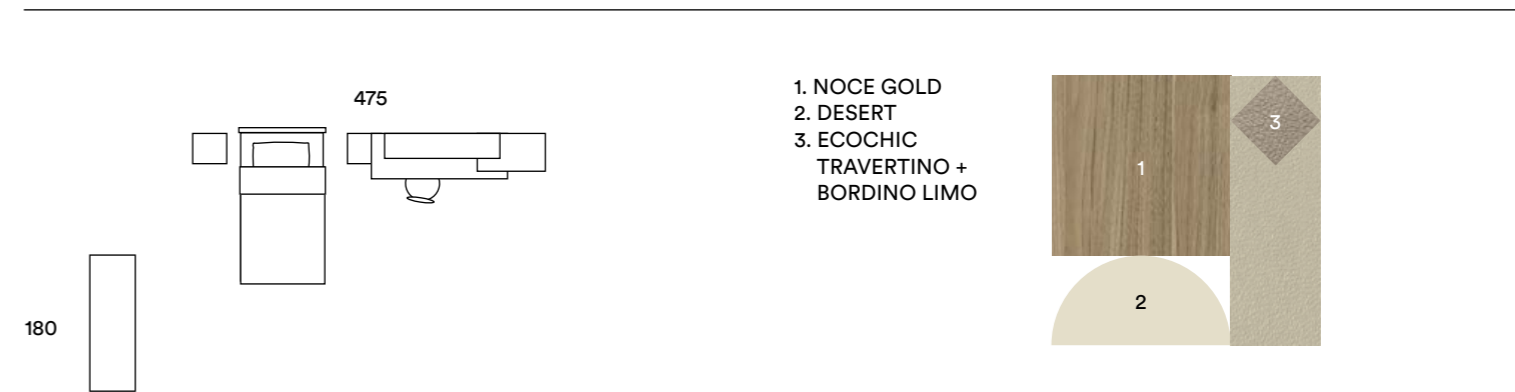 475
180
1. NOCE GOLD
2. DESERT
3. ECOCHIC
TRAVERTINO +
BORDINO LIMO
1
2
3